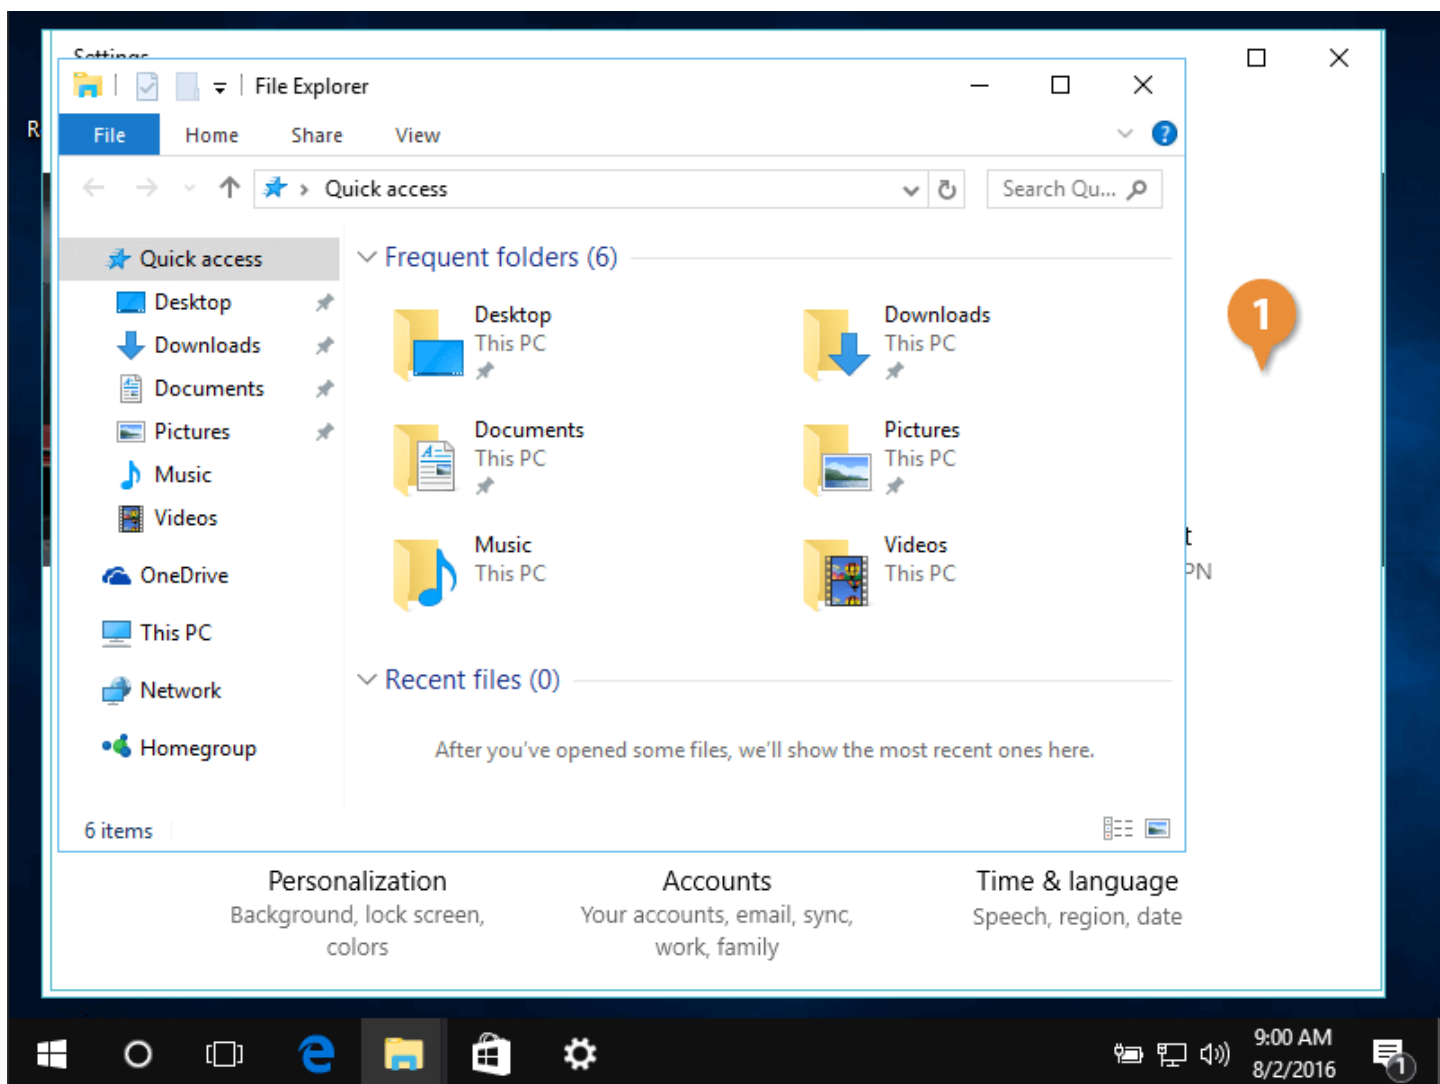 Settings
File Explorer
R
File Home Share View
?
Quick access
Search Qu...
Quick access
Desktop
Downloads
Documents
Pictures
Music
Videos
OneDrive
This PC
Network
Homegroup
Frequent folders (6)
Desktop
This PC
Downloads
This PC
Documents
This PC
Pictures
This PC
Music
This PC
Videos
This PC
Recent files (0)
After you've opened some files, we'll show the most recent ones here.
6 items
1
t
PN
Personalization
Background, lock screen,
colors
Accounts
Your accounts, email, sync,
work, family
Time & language
Speech, region, date
9:00 AM
8/2/2016
1